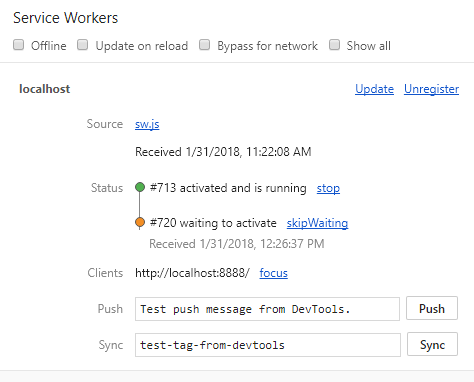 Service Workers
Offline Update on reload Bypass for network Show all
localhost Update Unregister
Source sw.js
Received 1/31/2018, 11:22:08 AM
Status #713 activated and is running stop
#720 waiting to activate skipWaiting
Received 1/31/2018, 12:26:37 PM
Clients http://localhost:8888/ focus
Push Test push message from DevTools. Push
Sync test-tag-from-devtools Sync